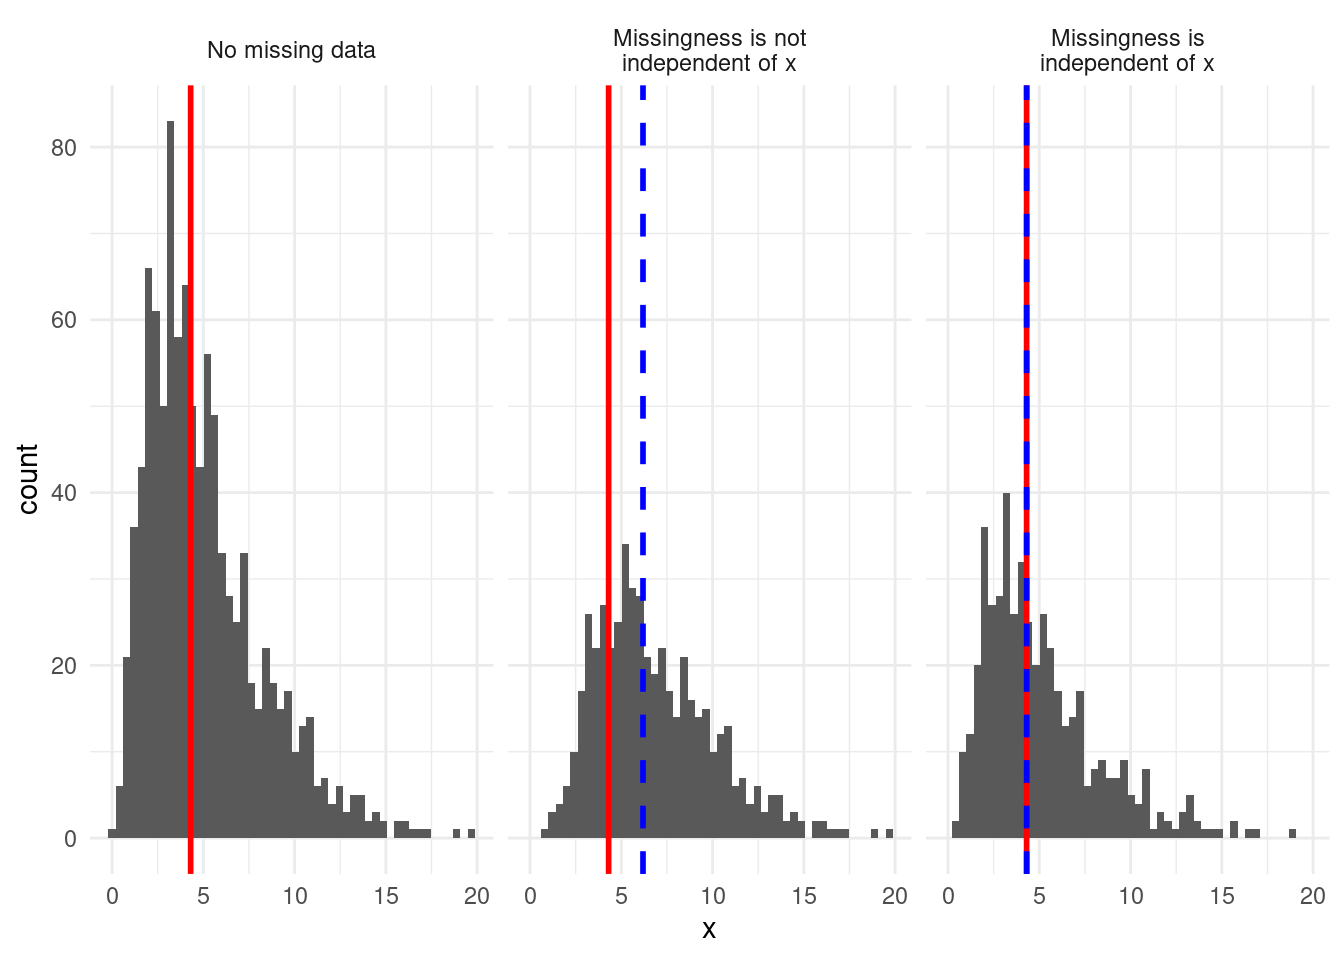 No missing data
Missingness is not
independent of x
Missingness is
independent of x
80
60
40
20
0
count
0 5 10 15 20
0 5 10 15 20
0 5 10 15 20
x